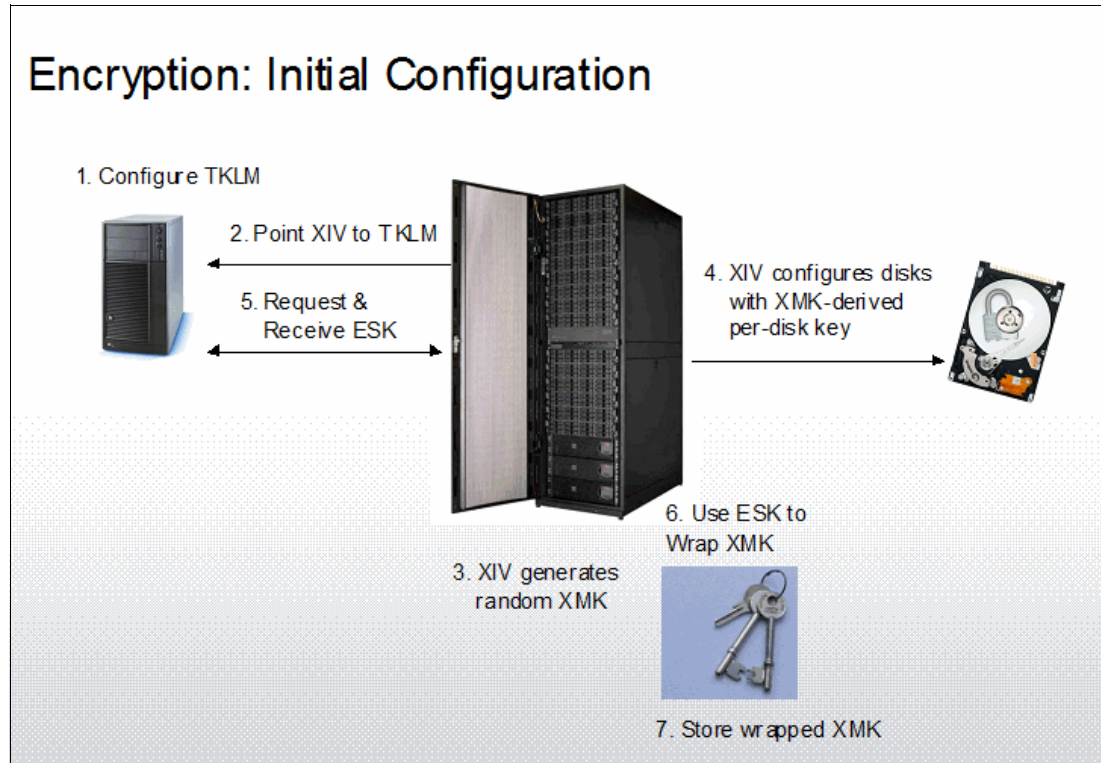 Encryption: Initial Configuration
1. Configure TKLM
2. Point XIV to TKLM
5. Request &
Receive ESK
4. XIV configures disks
with XMK-derived
per-disk key
3. XIV generates
random XMK
6. Use ESK to
Wrap XMK
7. Store wrapped XMK